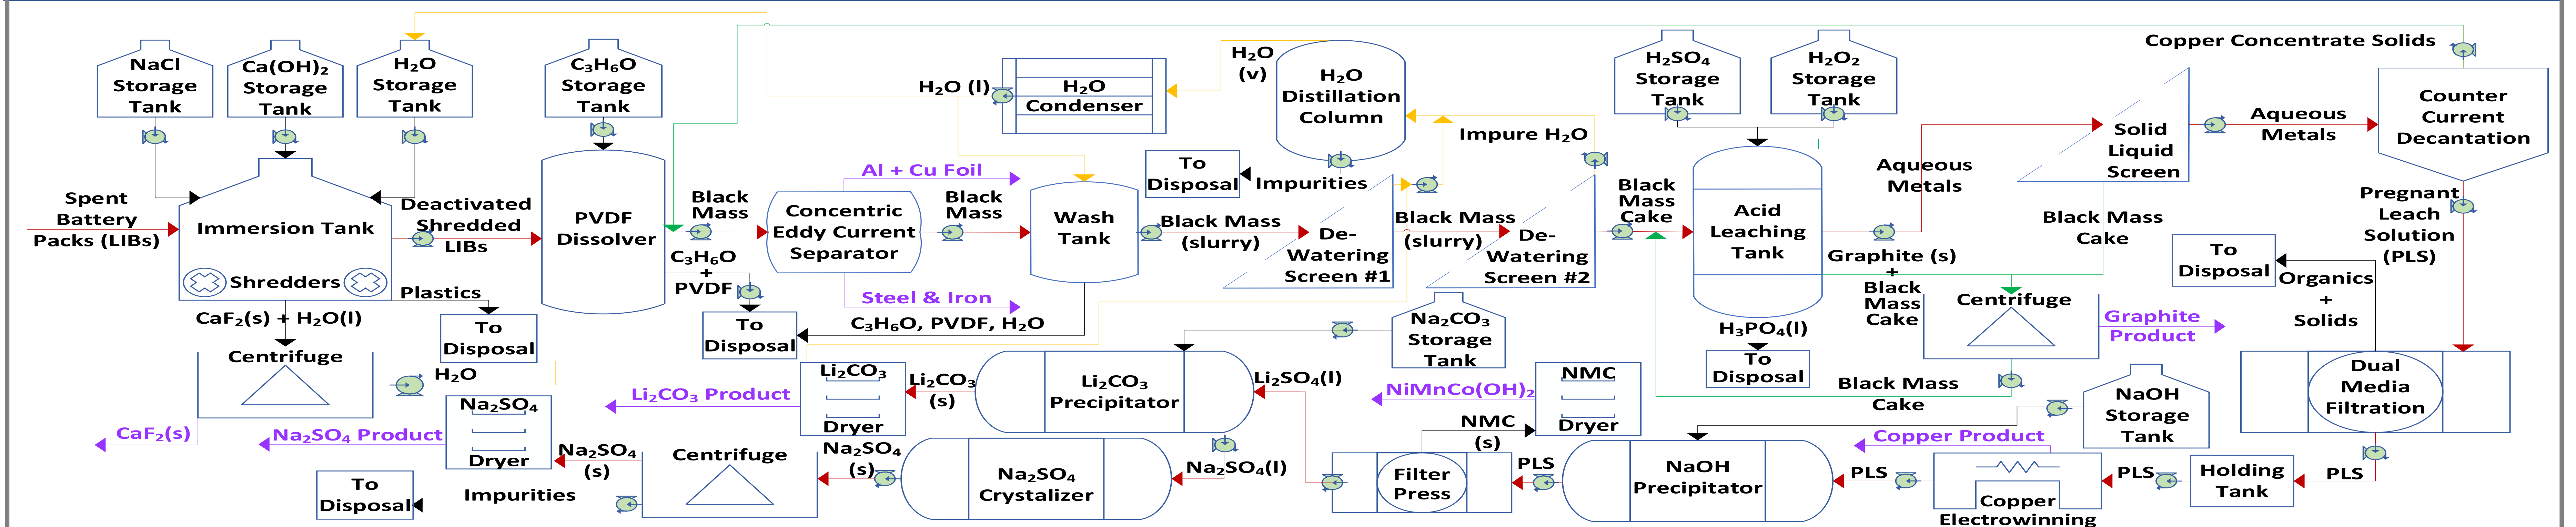 NaCl
Storage
Tank
Ca(OH)₂
Storage
Tank
H₂O
Storage
Tank
C₃H₆O
Storage
Tank
H₂O (l)
H₂O
Condenser
H₂O
(v)
H₂O
Distillation
Column
Impure H₂O
H₂SO₄
Storage
Tank
H₂O₂
Storage
Tank
Copper Concentrate Solids
Solid
Liquid
Screen
Aqueous
Metals
Counter
Current
Decantation
Spent
Battery
Packs (LIBs)
Immersion Tank
Shredders
Deactivated
Shredded
LIBs
PVDF
Dissolver
Black
Mass
C₃H₆O
+
PVDF
Al + Cu Foil
Concentric
Eddy Current
Separator
Steel & Iron
Black
Mass
Wash
Tank
To
Disposal
Impurities
Black Mass
(slurry)
De-
Watering
Screen #1
Black Mass
(slurry)
De-
Watering
Screen #2
Black
Mass
Cake
Acid
Leaching
Tank
Aqueous
Metals
Graphite (s)
+
Black
Mass
Cake
Black Mass
Cake
Pregnant
Leach
Solution
(PLS)
To
Disposal
Organics
+
Solids
CaF₂(s) + H₂O(l)
Plastics
To
Disposal
To
Disposal
C₃H₆O, PVDF, H₂O
Na₂CO₃
Storage
Tank
H₃PO₄(l)
To
Disposal
Centrifuge
Graphite
Product
Black Mass
Cake
Dual
Media
Filtration
Centrifuge
H₂O
CaF₂(s)
Na₂SO₄ Product
Na₂SO₄
Dryer
Li₂CO₃ Product
Li₂CO₃
Dryer
Li₂CO₃
(s)
Li₂CO₃
Precipitator
Li₂SO₄(l)
NiMnCo(OH)₂
NMC
Dryer
NMC
(s)
NaOH
Storage
Tank
Copper Product
To
Disposal
Impurities
Na₂SO₄
(s)
Centrifuge
Na₂SO₄
(s)
Na₂SO₄
Crystalizer
Na₂SO₄(l)
Filter
Press
PLS
NaOH
Precipitator
PLS
Copper
Electrowinning
PLS
Holding
Tank
PLS